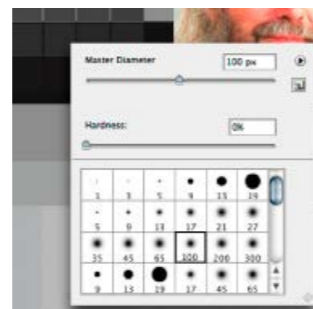 Master Diameter 100 px
Hardness: 0%
1 3 5 9 13 19
5 9 13 17 21 27
35 45 65 100 200 300
9 13 19 17 45 65